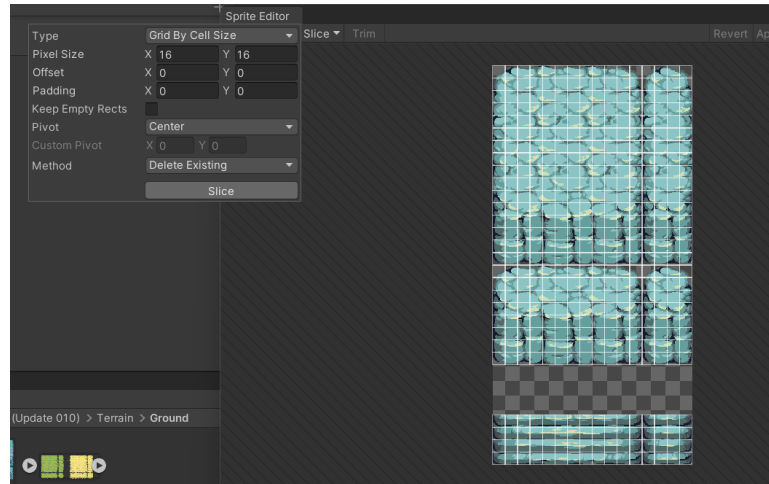 Sprite Editor
Type Grid By Cell Size Slice Trim Revert Ap
Pixel Size X 16 Y 16
Offset X 0 Y 0
Padding X 0 Y 0
Keep Empty Rects
Pivot Center
Custom Pivot X 0 Y 0
Method Delete Existing
Slice
(Update 010) > Terrain > Ground